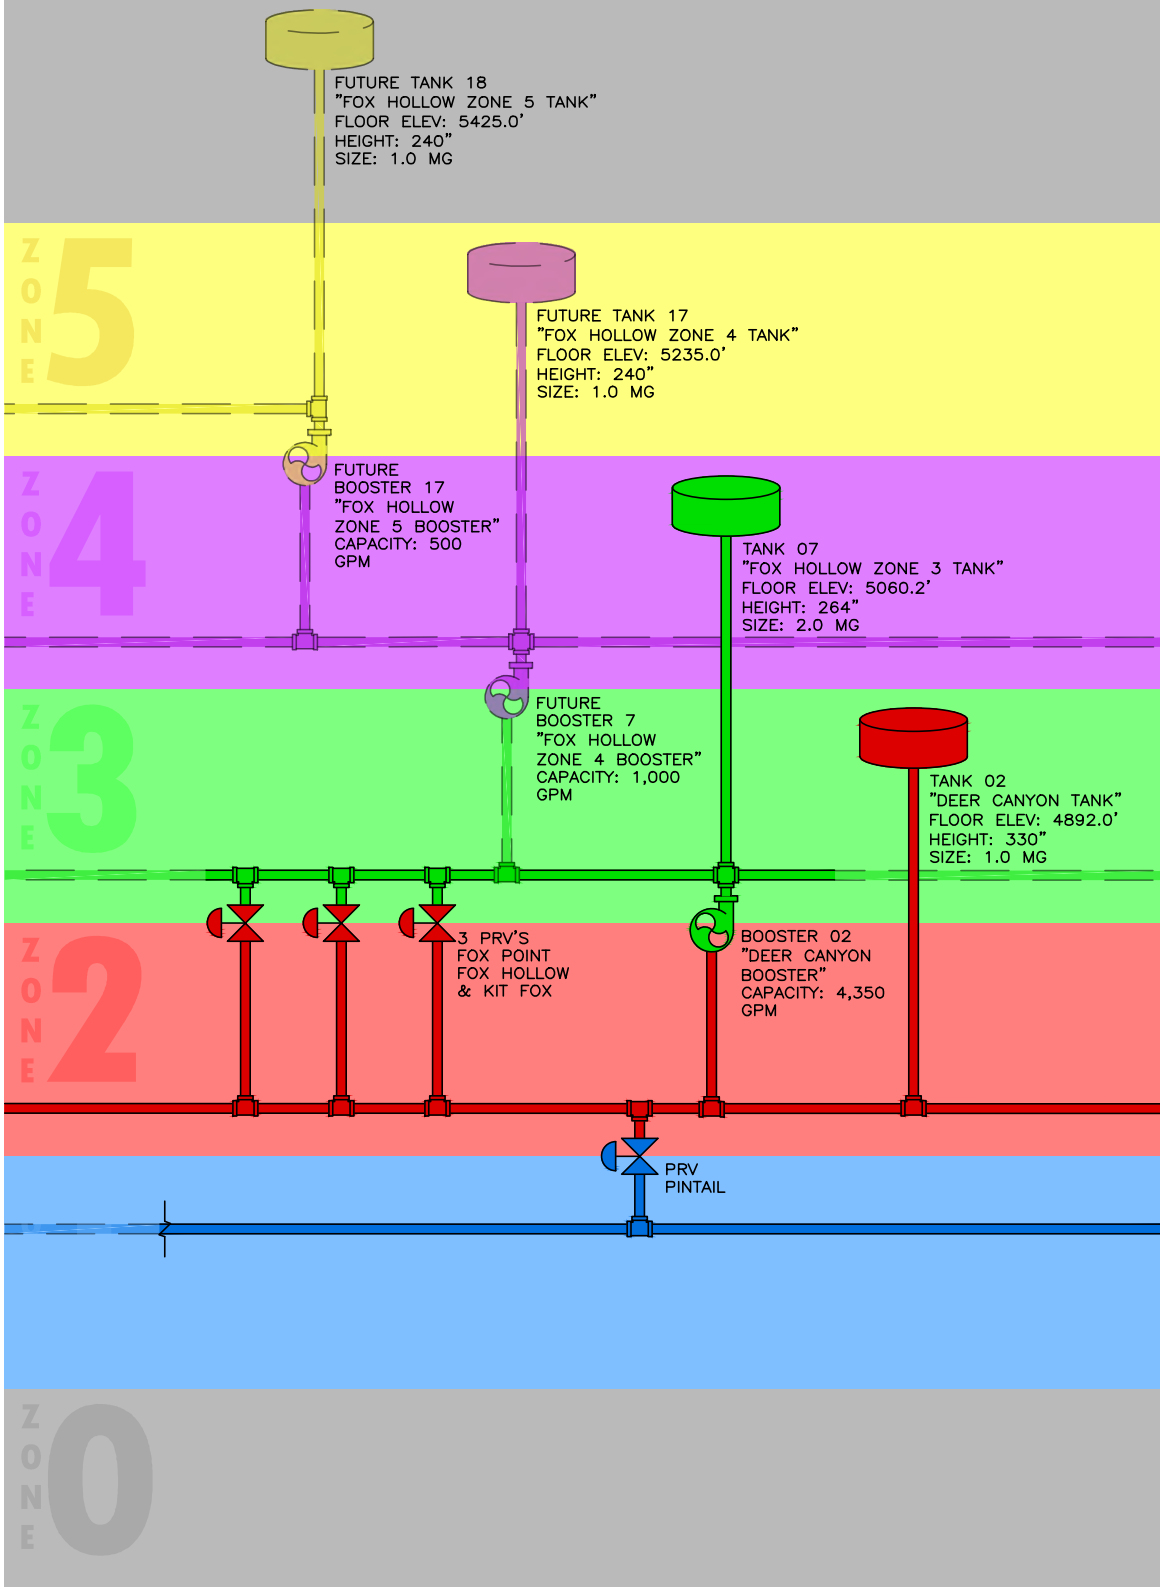 FUTURE TANK 18
"FOX HOLLOW ZONE 5 TANK"
FLOOR ELEV: 5425.0'
HEIGHT: 240"
SIZE: 1.0 MG
ZONE
5
FUTURE TANK 17
"FOX HOLLOW ZONE 4 TANK"
FLOOR ELEV: 5235.0'
HEIGHT: 240"
SIZE: 1.0 MG
ZONE
4
FUTURE
BOOSTER 17
"FOX HOLLOW
ZONE 5 BOOSTER"
CAPACITY: 500
GPM
TANK 07
"FOX HOLLOW ZONE 3 TANK"
FLOOR ELEV: 5060.2'
HEIGHT: 264"
SIZE: 2.0 MG
ZONE
3
FUTURE
BOOSTER 7
"FOX HOLLOW
ZONE 4 BOOSTER"
CAPACITY: 1,000
GPM
TANK 02
"DEER CANYON TANK"
FLOOR ELEV: 4892.0'
HEIGHT: 330"
SIZE: 1.0 MG
ZONE
2
3 PRV'S
FOX POINT
FOX HOLLOW
& KIT FOX
BOOSTER 02
"DEER CANYON
BOOSTER"
CAPACITY: 4,350
GPM
PRV
PINTAIL
ZONE
0